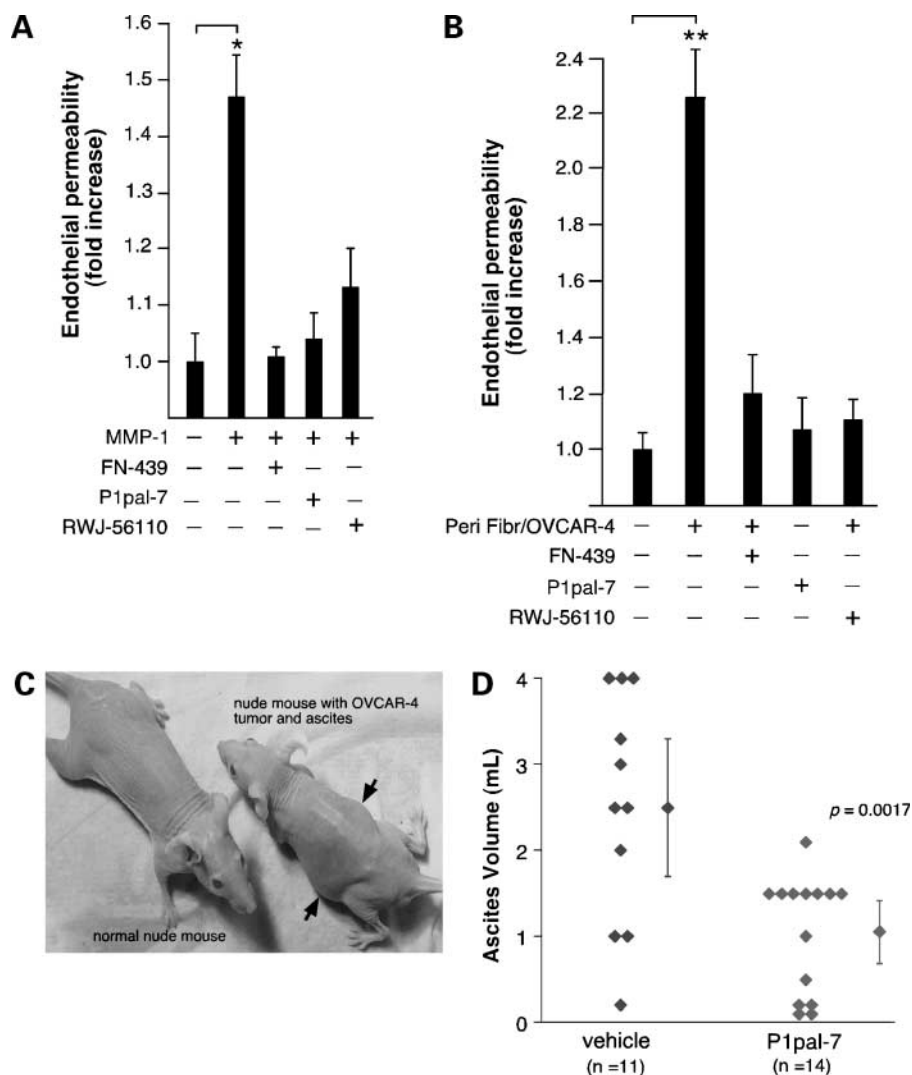 A
Endothelial permeability
(fold increase)
1.6
1.5
1.4
1.3
1.2
1.1
1.0
*
MMP-1 – + + + +
FN-439 – – + – –
P1pal-7 – – – + –
RWJ-56110 – – – – +
B
Endothelial permeability
(fold increase)
2.4
2.2
2.0
1.8
1.6
2.4
1.2
1.0
**
Peri Fibr/OVCAR-4 – + + – +
FN-439 – – + – –
P1pal-7 – – – + –
RWJ-56110 – – – – +
C
nude mouse with OVCAR-4
tumor and ascites
normal nude mouse
D
Ascites Volume (mL)
4
3
2
1
0
p = 0.0017
vehicle
(n =11)
P1pal-7
(n =14)